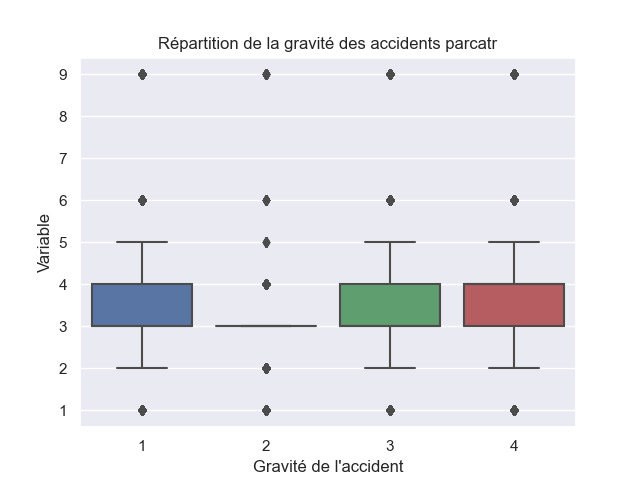 Répartition de la gravité des accidents parcatr
9
8
7
6
5
4
3
2
1
Variable
1 2 3 4
Gravité de l'accident